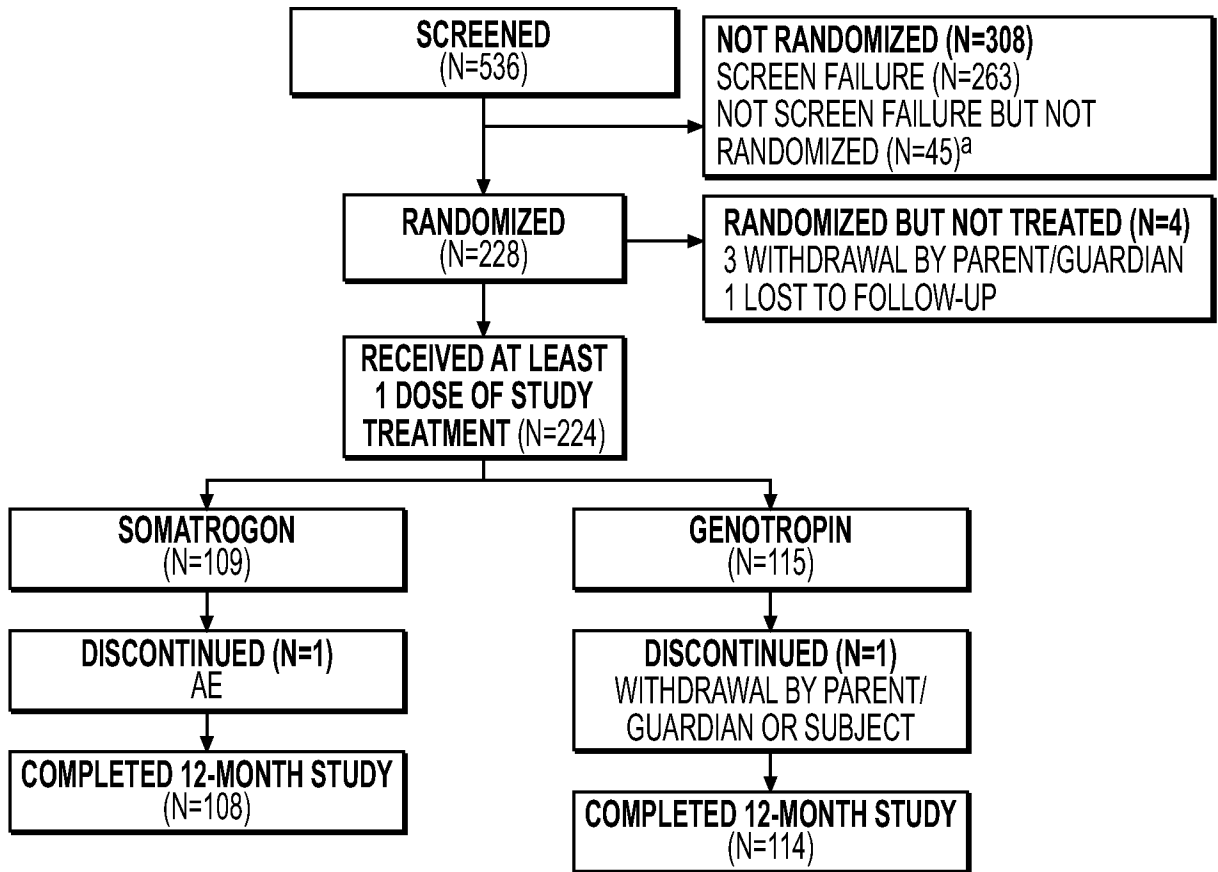 SCREENED
(N=536)
NOT RANDOMIZED (N=308)
SCREEN FAILURE (N=263)
NOT SCREEN FAILURE BUT NOT
RANDOMIZED (N=45)ᵃ
RANDOMIZED
(N=228)
RANDOMIZED BUT NOT TREATED (N=4)
3 WITHDRAWAL BY PARENT/GUARDIAN
1 LOST TO FOLLOW-UP
RECEIVED AT LEAST
1 DOSE OF STUDY
TREATMENT (N=224)
SOMATROGON
(N=109)
GENOTROPIN
(N=115)
DISCONTINUED (N=1)
AE
DISCONTINUED (N=1)
WITHDRAWAL BY PARENT/
GUARDIAN OR SUBJECT
COMPLETED 12-MONTH STUDY
(N=108)
COMPLETED 12-MONTH STUDY
(N=114)